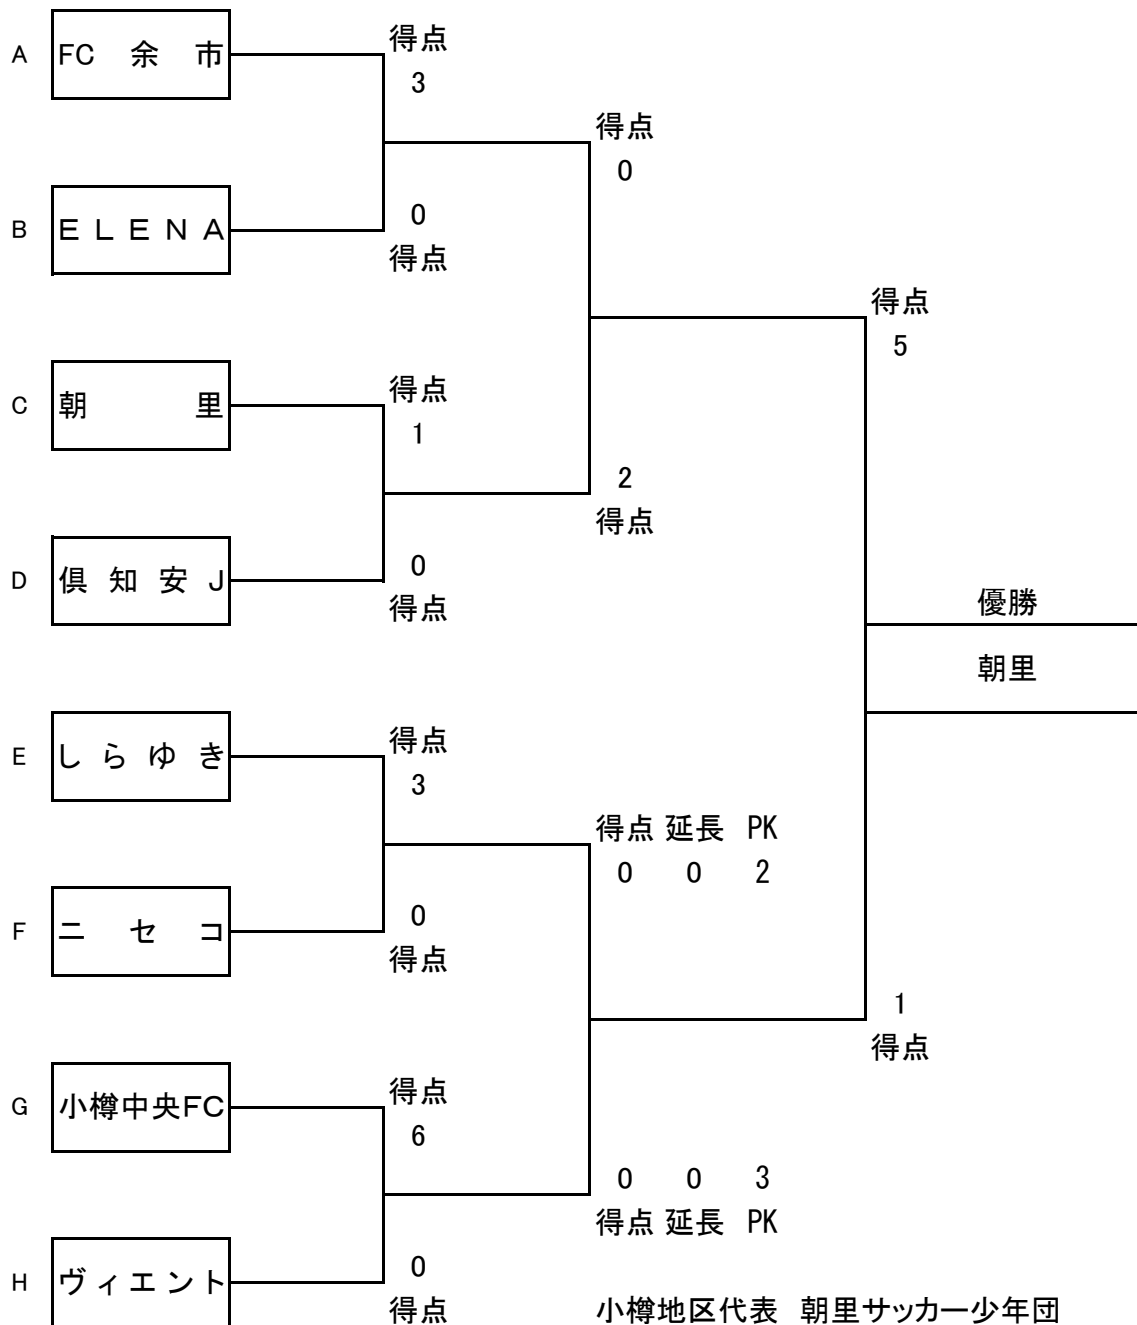 得点
A FC 余 市
3
得点
0
0
B ELENA
得点
得点
5
得点
C 朝 里
1
2
得点
0
D 倶知安J
得点
優勝
朝里
得点
E しらゆき
3
得点 延長 PK
0 0 2
0
F ニセコ
得点
1
得点
得点
G 小樽中央FC
6
0 0 3
得点 延長 PK
0
H ヴィエント
得点
小樽地区代表 朝里サッカー少年団